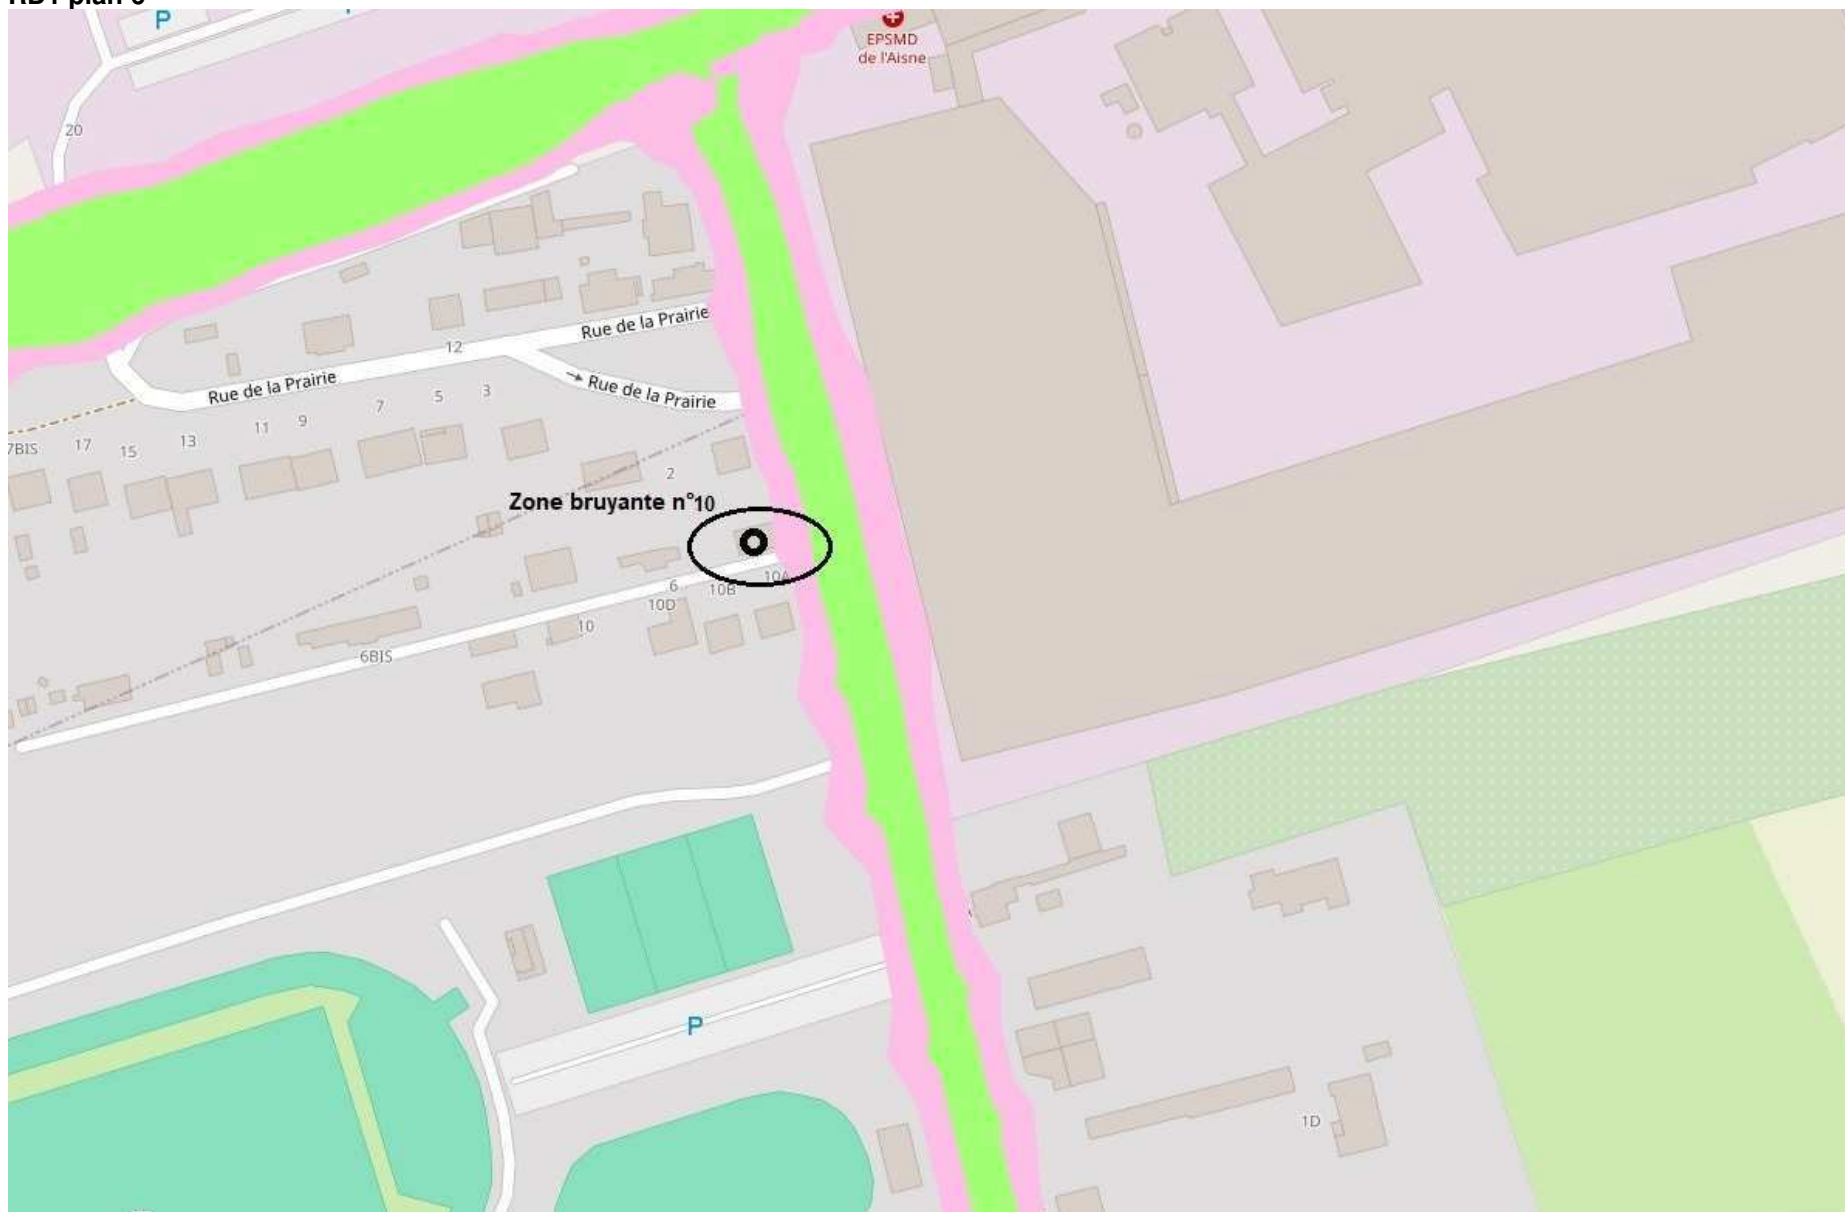 P
EPSMD
de l'Aisne
20
Rue de la Prairie
12
Rue de la Prairie
→ Rue de la Prairie
3
5
7
9
11
13
15
17
7BIS
2
Zone bruyante n°10
10A
10B
6
10D
10
6BIS
P
1D